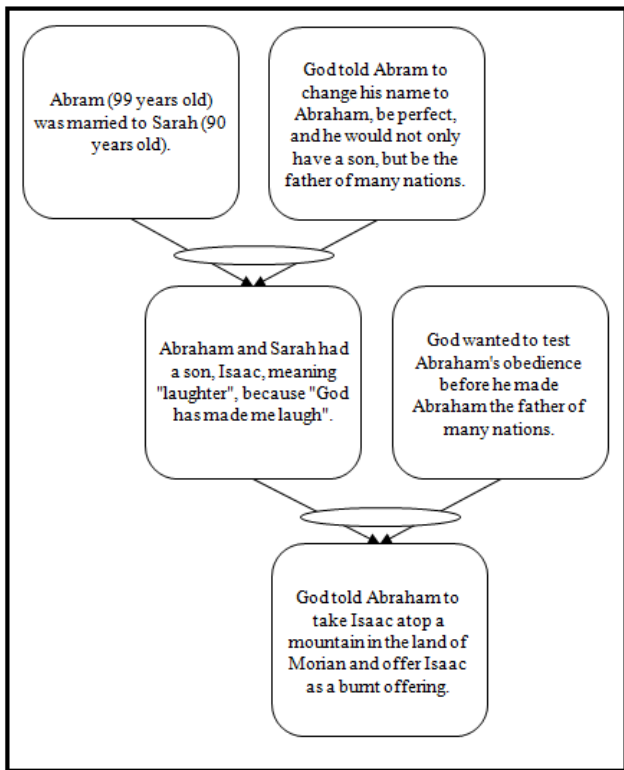 Abram (99 years old)
was married to Sarah (90
years old).
God told Abram to
change his name to
Abraham, be perfect,
and he would not only
have a son, but be the
father of many nations.
Abraham and Sarah had
a son, Isaac, meaning
"laughter", because "God
has made me laugh".
God wanted to test
Abraham's obedience
before he made
Abraham the father of
many nations.
God told Abraham to
take Isaac atop a
mountain in the land of
Morian and offer Isaac
as a burnt offering.